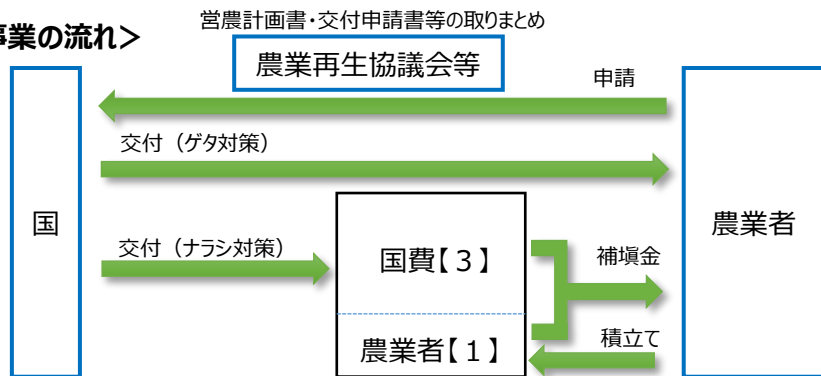 営農計画書・交付申請書等の取りまとめ
事業の流れ＞
農業再生協議会等
申請
交付（ゲタ対策）
国
農業者
交付（ナラシ対策）
国費【３】
補塡金
農業者【１】
積立て